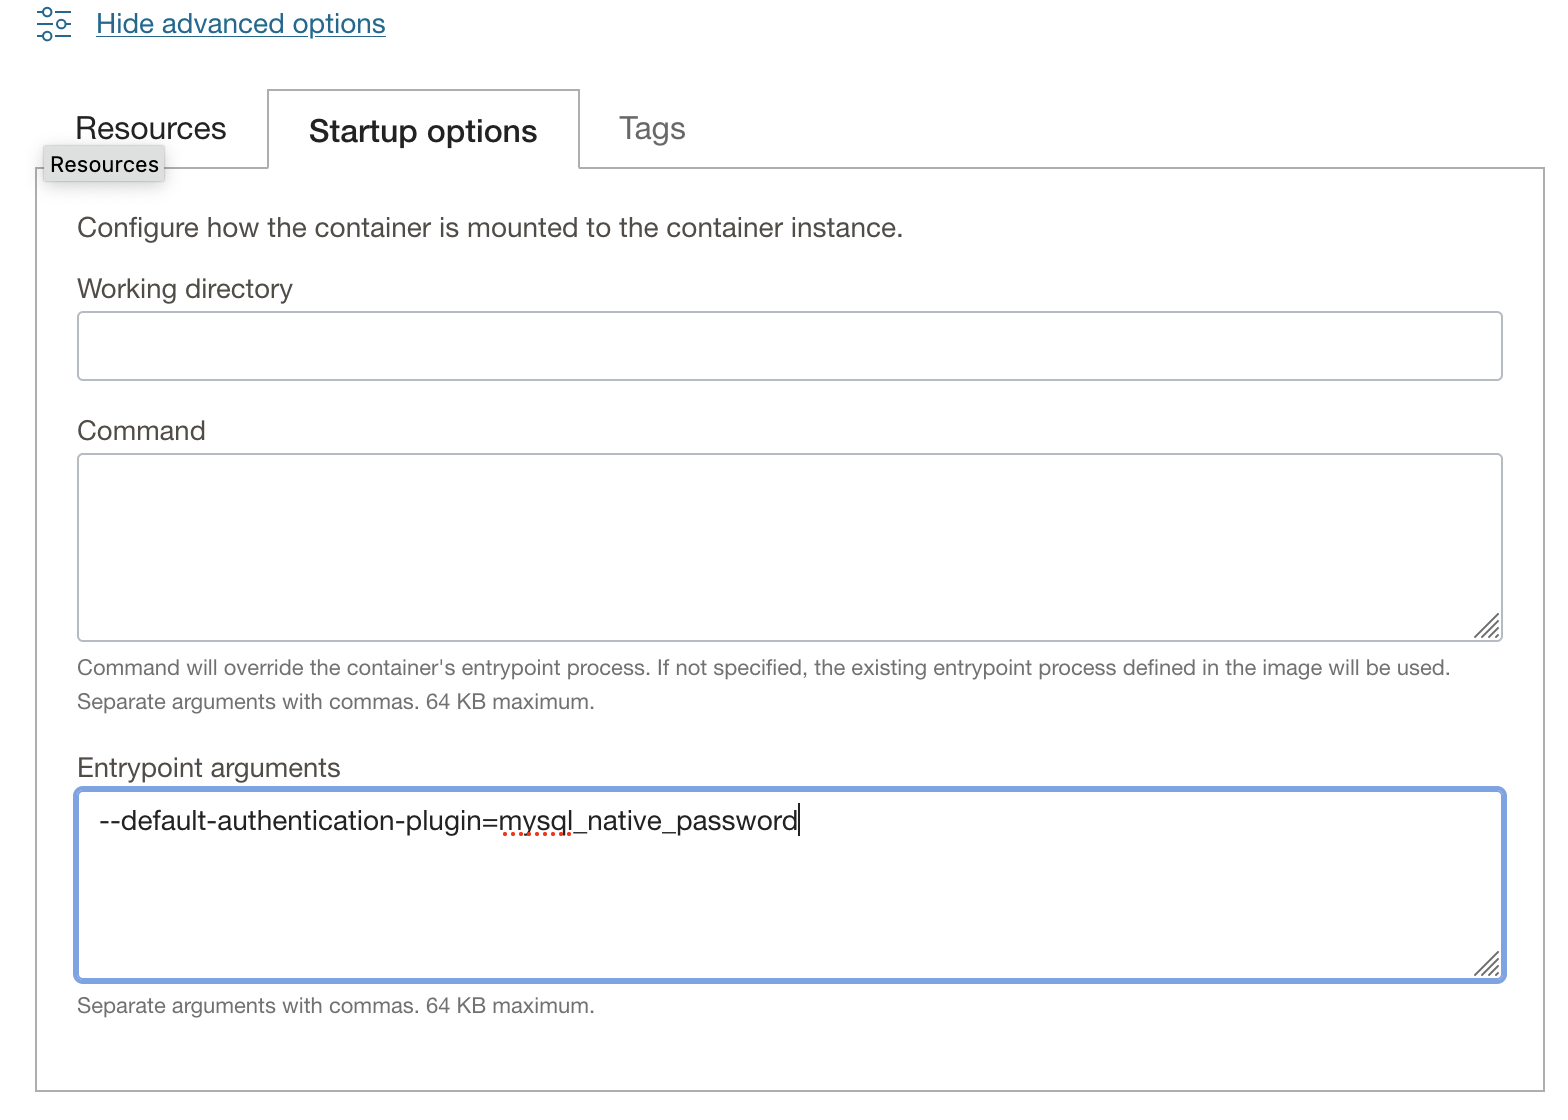 Hide advanced options
Resources
Startup options
Tags
Resources
Configure how the container is mounted to the container instance.
Working directory
Command
Command will override the container's entrypoint process. If not specified, the existing entrypoint process defined in the image will be used.
Separate arguments with commas. 64 KB maximum.
Entrypoint arguments
--default-authentication-plugin=mysql_native_password
Separate arguments with commas. 64 KB maximum.